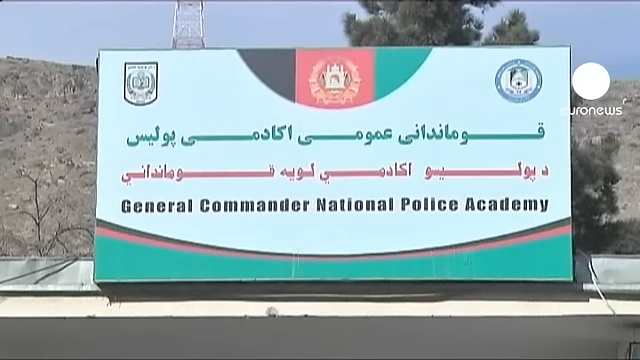 قوماندانی عمومی اکادمی پولیس
د پولیسو اکادمي لویه قوماندانی
General Commander National Police Academy
euronews